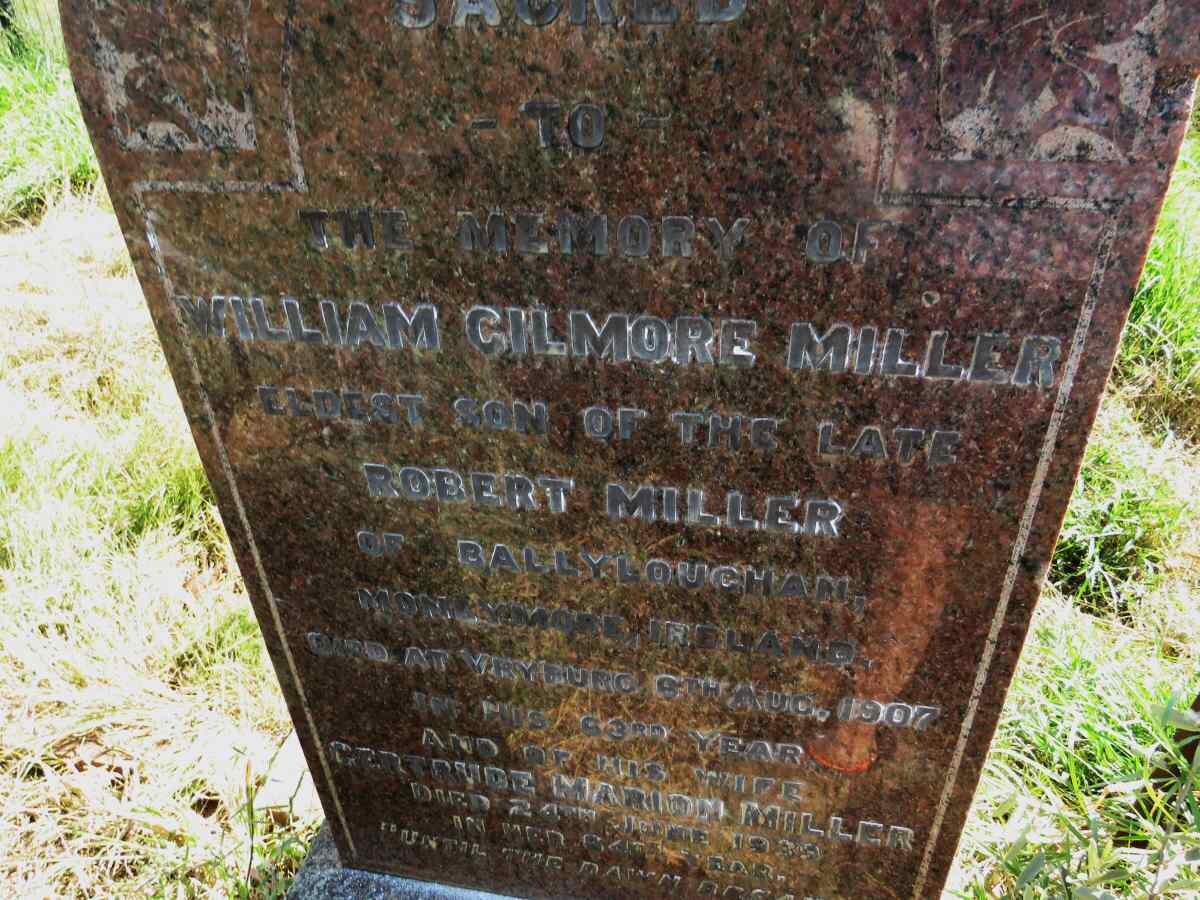 SACRED
- TO -
THE MEMORY OF
WILLIAM GILMORE MILLER
ELDEST SON OF THE LATE
ROBERT MILLER
OF BALLYLOUGHAN,
MONEYMORE, IRELAND,
DIED AT VRYBURG 6TH AUG, 1907
IN HIS 63RD YEAR
AND OF HIS WIFE
GERTRUDE MARION MILLER
DIED 24TH JUNE 1939
IN HER 84TH YEAR.
"UNTIL THE DAWN